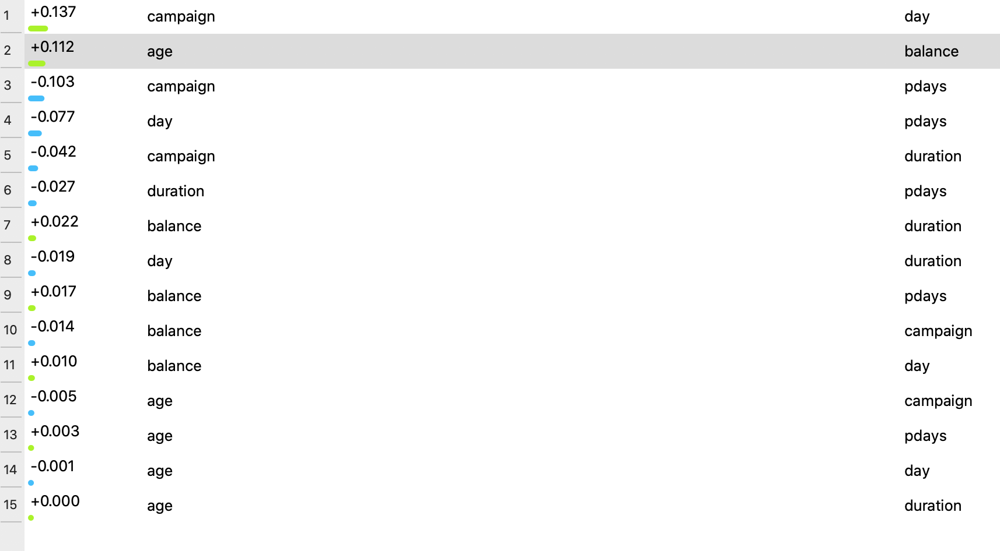 1 +0.137 campaign day
2 +0.112 age balance
3 -0.103 campaign pdays
4 -0.077 day pdays
5 -0.042 campaign duration
6 -0.027 duration pdays
7 +0.022 balance duration
8 -0.019 day duration
9 +0.017 balance pdays
10 -0.014 balance campaign
11 +0.010 balance day
12 -0.005 age campaign
13 +0.003 age pdays
14 -0.001 age day
15 +0.000 age duration